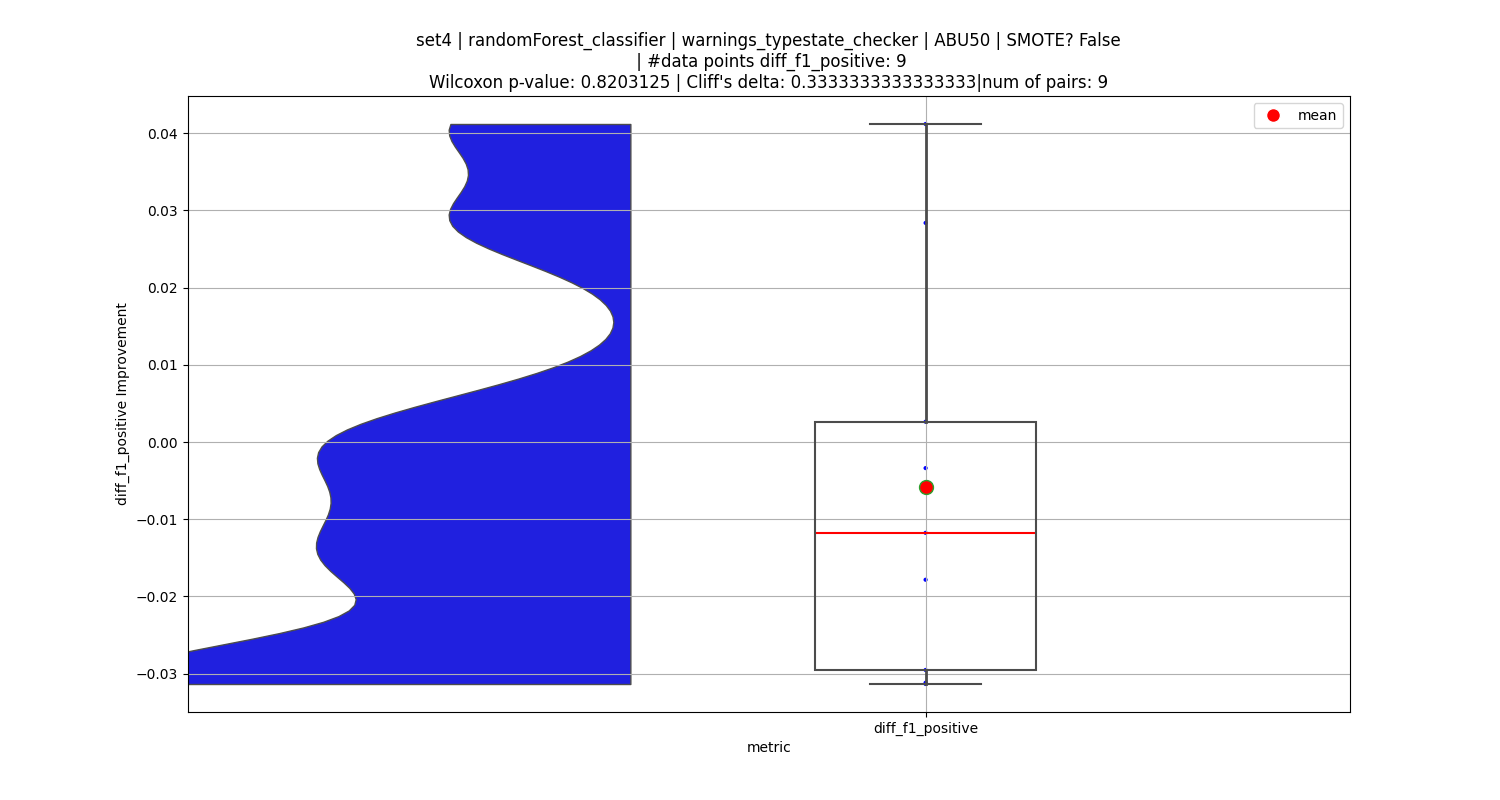 set4 | randomForest_classifier | warnings_typestate_checker | ABU50 | SMOTE? False
| #data points diff_f1_positive: 9
Wilcoxon p-value: 0.8203125 | Cliff's delta: 0.3333333333333333|num of pairs: 9
mean
0.04
0.03
0.02
0.01
0.00
−0.01
−0.02
−0.03
diff_f1_positive Improvement
diff_f1_positive
metric